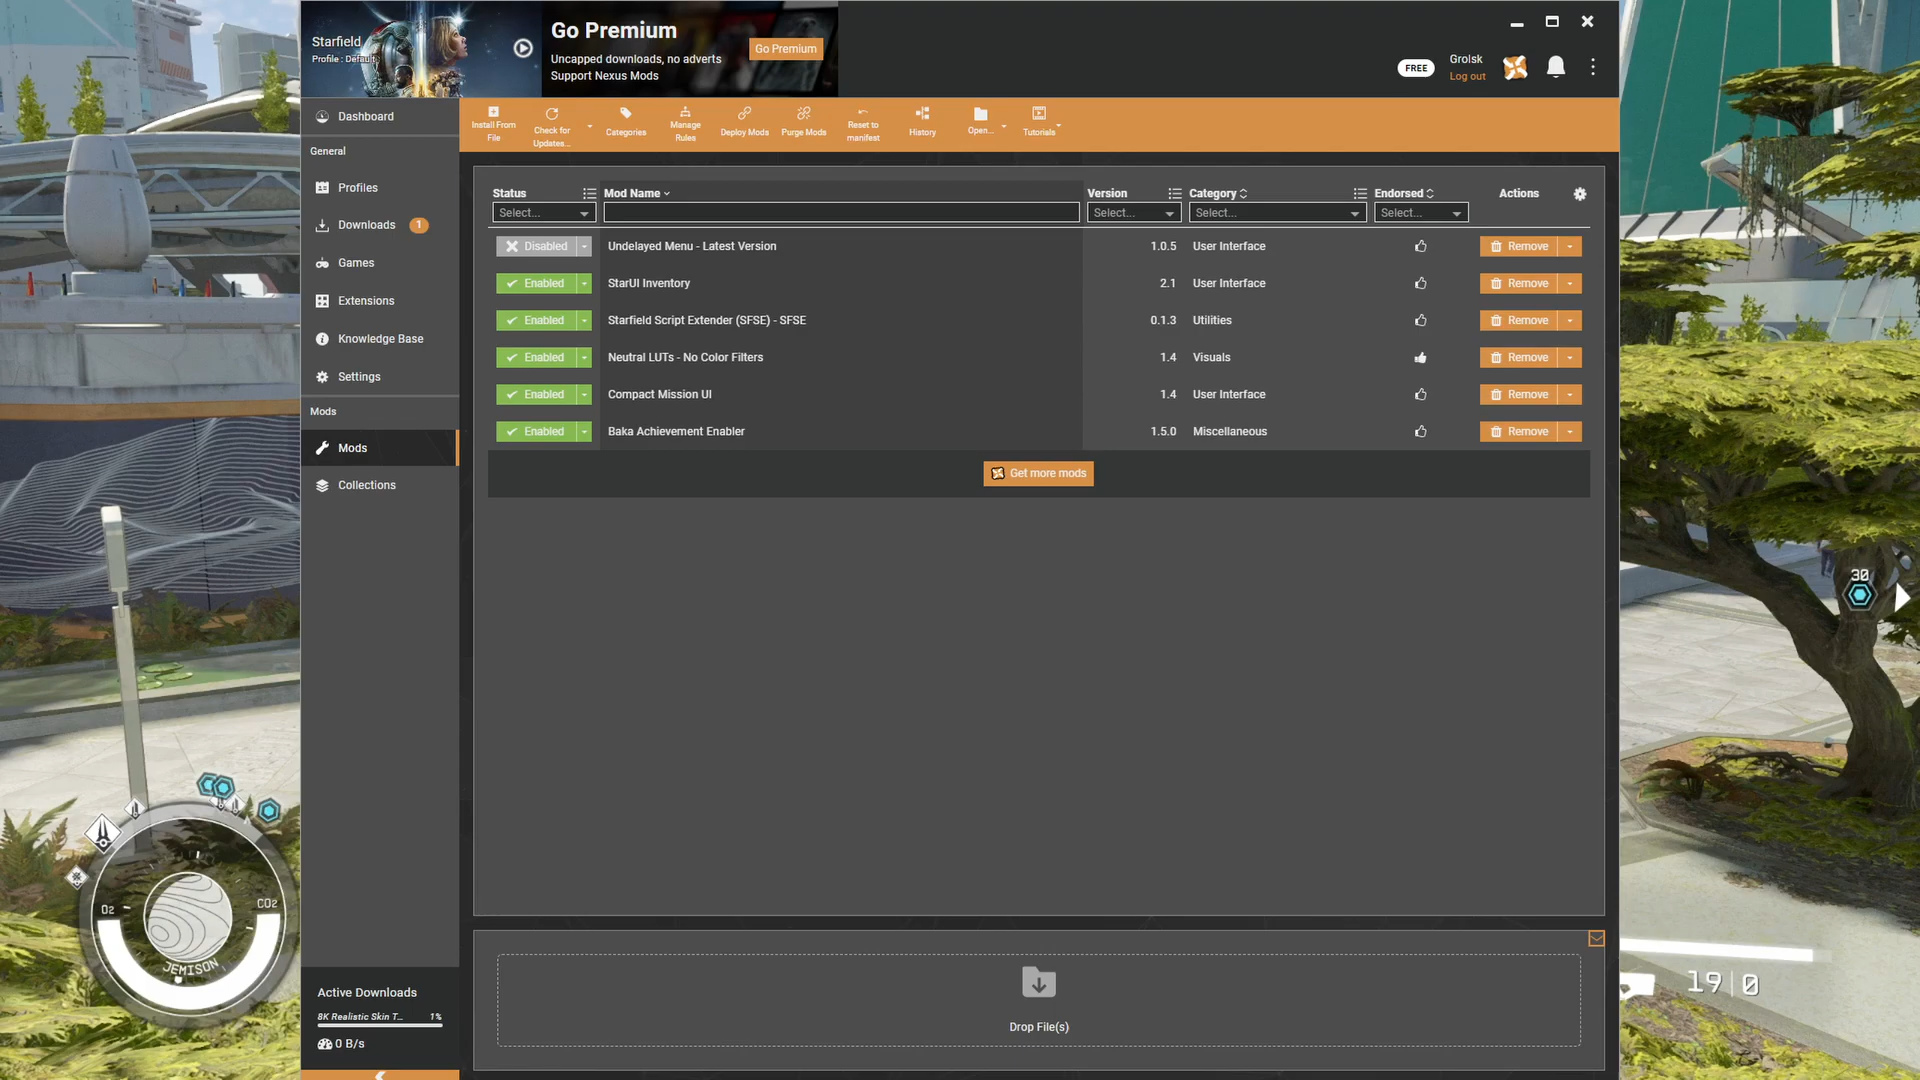 Starfield
Profile : Default
Go Premium
Uncapped downloads, no adverts
Support Nexus Mods
Go Premium
FREE
Grolsk
Log out
Dashboard
General
Profiles
Downloads 1
Games
Extensions
Knowledge Base
Settings
Mods
Mods
Collections
Active Downloads
8K Realistic Skin T... 1%
0 B/s
Install From File
Check for Updates...
Categories
Manage Rules
Deploy Mods
Purge Mods
Reset to manifest
History
Open...
Tutorials
Status Mod Name Version Category Endorsed Actions
Select... Select... Select... Select...
Disabled Undelayed Menu - Latest Version 1.0.5 User Interface Remove
Enabled StarUI Inventory 2.1 User Interface Remove
Enabled Starfield Script Extender (SFSE) - SFSE 0.1.3 Utilities Remove
Enabled Neutral LUTs - No Color Filters 1.4 Visuals Remove
Enabled Compact Mission UI 1.4 User Interface Remove
Enabled Baka Achievement Enabler 1.5.0 Miscellaneous Remove
Get more mods
Drop File(s)
30
O2
CO2
JEMISON
19|0